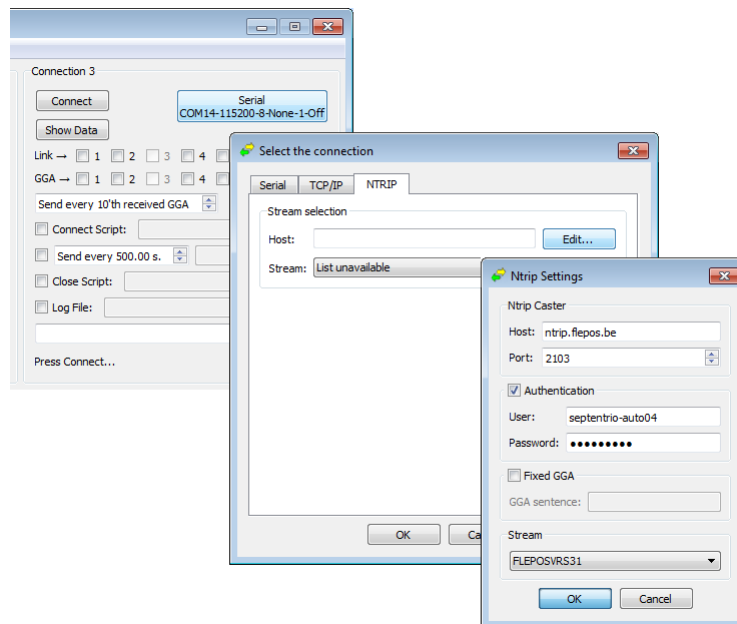 Connection 3
Connect
Serial
COM14-115200-8-None-1-Off
Show Data
Link → 1 2 3 4
GGA → 1 2 3 4
Send every 10'th received GGA
Connect Script:
Send every 500.00 s.
Close Script:
Log File:
Press Connect...
Select the connection
Serial TCP/IP NTRIP
Stream selection
Host: Edit...
Stream: List unavailable
OK Ca
Ntrip Settings
Ntrip Caster
Host: ntrip.flepos.be
Port: 2103
Authentication
User: septentrio-auto04
Password: •••••••••
Fixed GGA
GGA sentence:
Stream
FLEPOSVRS31
OK Cancel